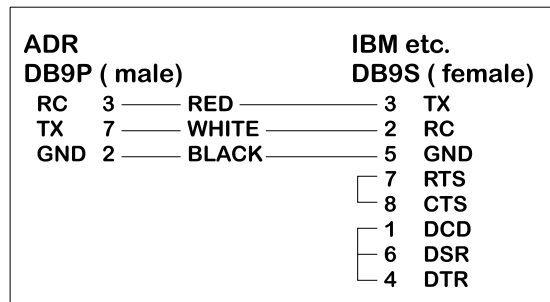 ADR IBM etc.
DB9P ( male) DB9S ( female)
RC 3 RED 3 TX
TX 7 WHITE 2 RC
GND 2 BLACK 5 GND
7 RTS
8 CTS
1 DCD
6 DSR
4 DTR